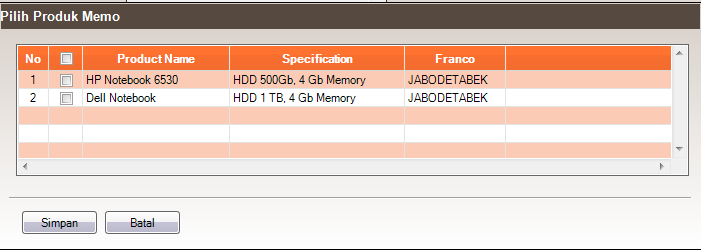 Pilih Produk Memo
No Product Name Specification Franco
1 HP Notebook 6530 HDD 500Gb, 4 Gb Memory JABODETABEK
2 Dell Notebook HDD 1 TB, 4 Gb Memory JABODETABEK
Simpan Batal